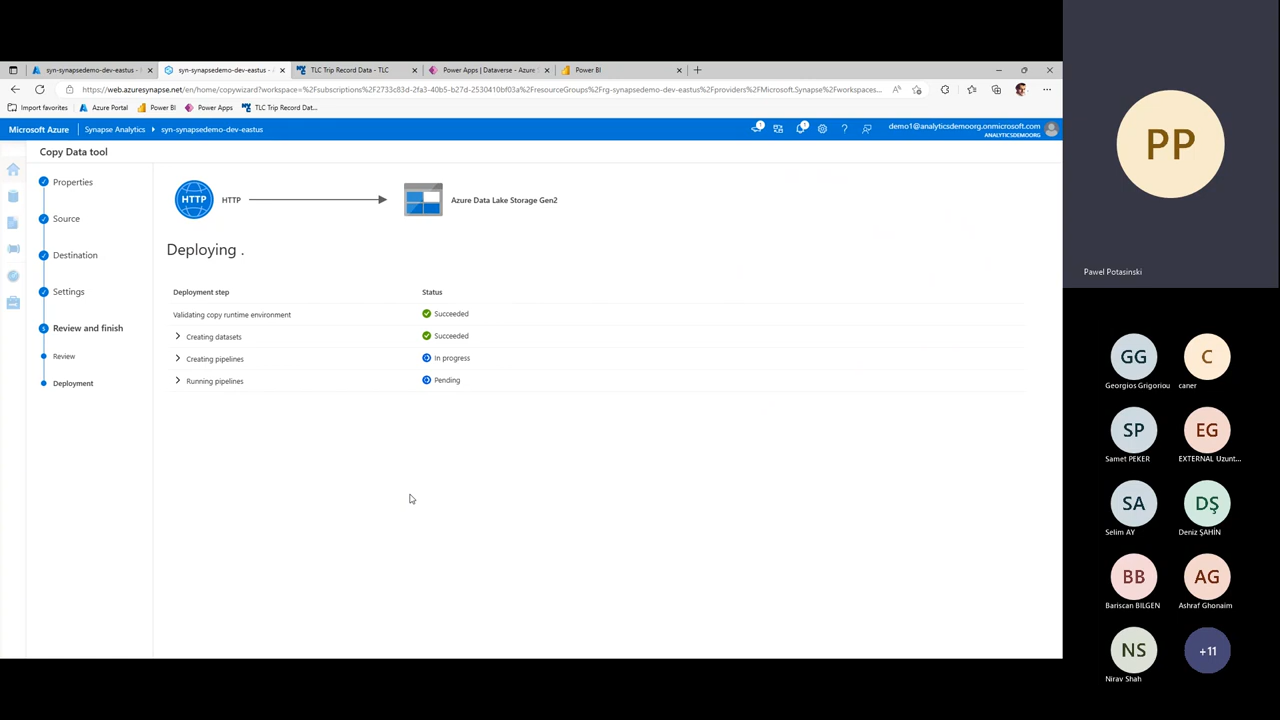 syn-synapsedemo-dev-eastus -
syn-synapsedemo-dev-eastus -
TLC Trip Record Data - TLC
Power Apps | Dataverse - Azure
Power BI
https://web.azuresynapse.net/en/home/copywizard?workspace=%2Fsubscriptions%2F2733c83d-2fa3-40b5-b27d-2530410bf03a%2FresourceGroups%2Frg-synapsedemo-dev-eastus%2Fproviders%2FMicrosoft.Synapse%2Fworkspaces...
Import favorites
Azure Portal
Power BI
Power Apps
TLC Trip Record Dat...
Microsoft Azure
Synapse Analytics
syn-synapsedemo-dev-eastus
1
1
demo1@analyticsdemoorg.onmicrosoft.com
ANALYTICSDEMOORG
Copy Data tool
Properties
Source
Destination
Settings
5
Review and finish
Review
Deployment
HTTP
HTTP
Azure Data Lake Storage Gen2
Deploying .
Deployment step
Status
Validating copy runtime environment
Succeeded
Creating datasets
Succeeded
Creating pipelines
In progress
Running pipelines
Pending
PP
Pawel Potasinski
GG
Georgios Grigoriou
C
caner
SP
Samet PEKER
EG
EXTERNAL Uzunt...
SA
Selim AY
DŞ
Deniz ŞAHİN
BB
Bariscan BILGEN
AG
Ashraf Ghonaim
NS
Nirav Shah
+11